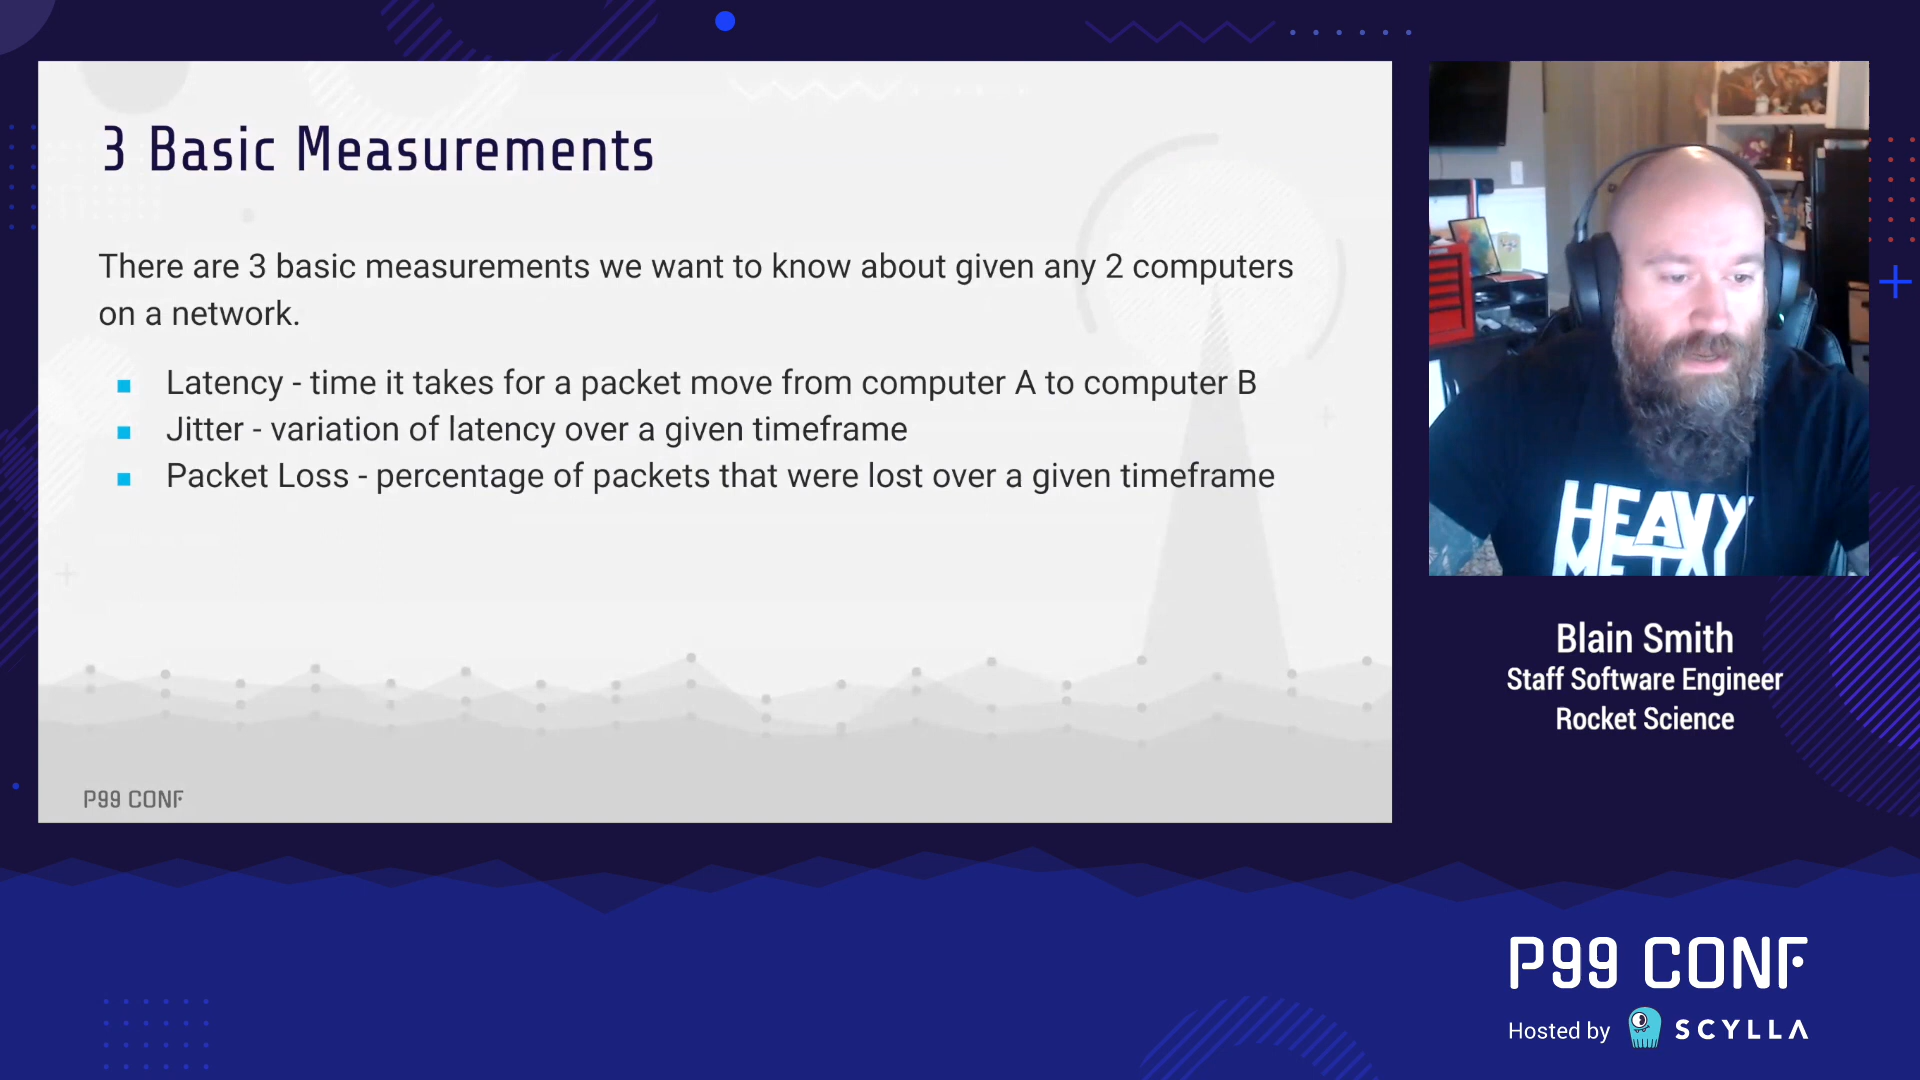 3 Basic Measurements
There are 3 basic measurements we want to know about given any 2 computers
on a network.
Latency - time it takes for a packet move from computer A to computer B
Jitter - variation of latency over a given timeframe
Packet Loss - percentage of packets that were lost over a given timeframe
P99 CONF
HEAVY
METAL
Blain Smith
Staff Software Engineer
Rocket Science
P99 CONF
Hosted by SCYLLA